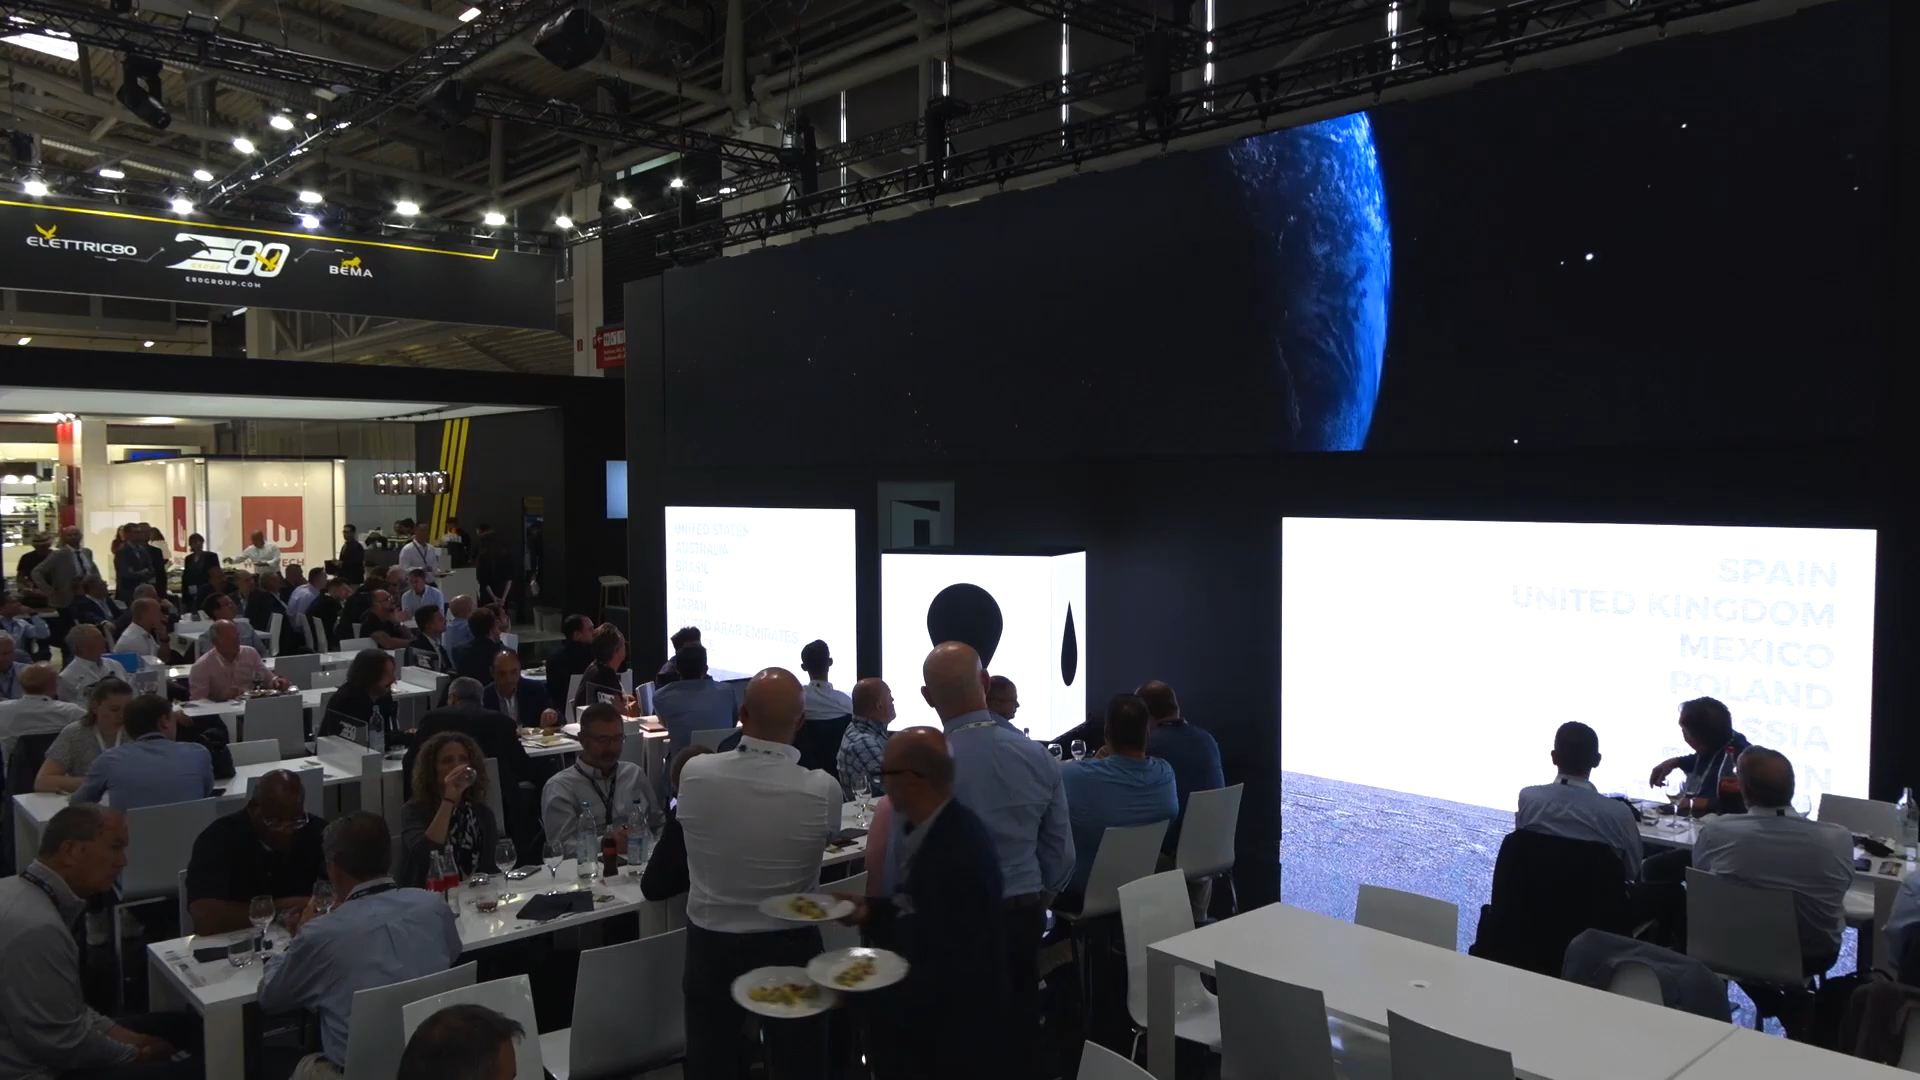 ELETTRIC80
E80
GROUP
E80GROUP.COM
BEMA
UNITED STATES
AUSTRALIA
BRASIL
CHILE
JAPAN
UNITED ARAB EMIRATES
SPAIN
UNITED KINGDOM
MEXICO
POLAND